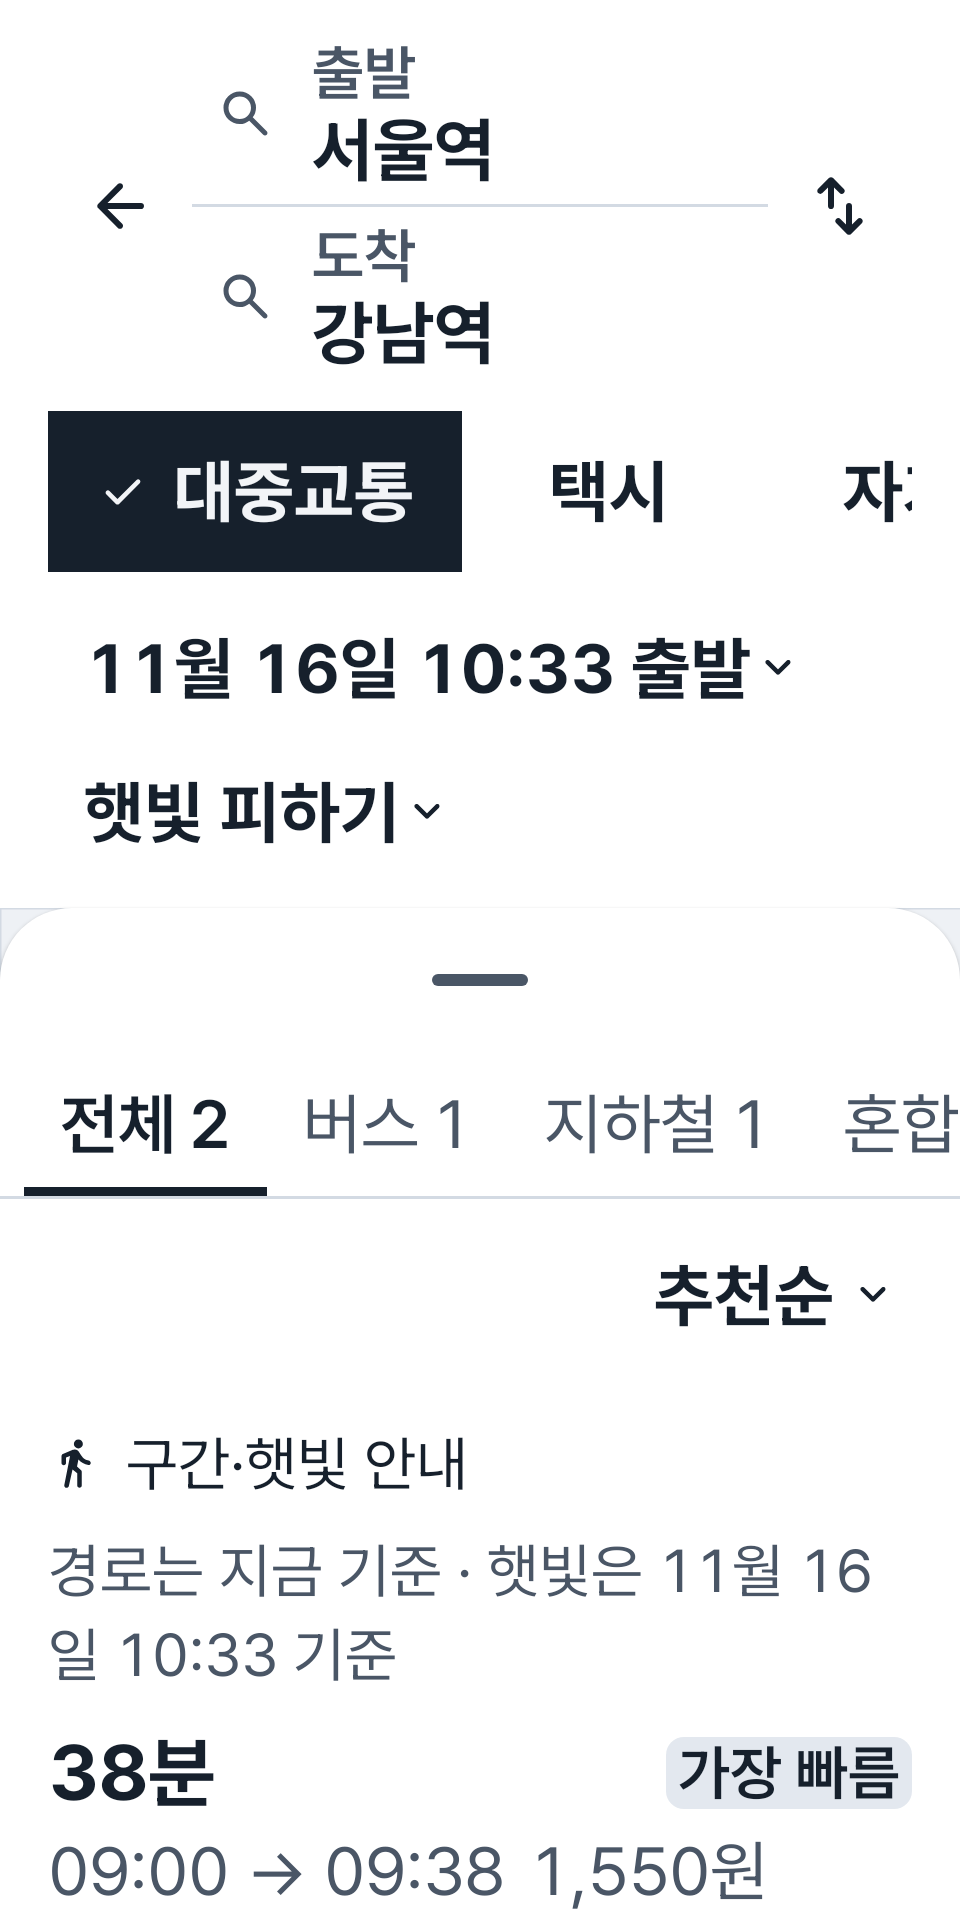 출발
서울역
도착
강남역
대중교통
택시
11월 16일 10:33 출발
햇빛 피하기
전체 2
버스 1
지하철 1
혼합
추천순
구간·햇빛 안내
경로는 지금 기준 · 햇빛은 11월 16
일 10:33 기준
38분
가장 빠름
09:00 → 09:38 1,550원